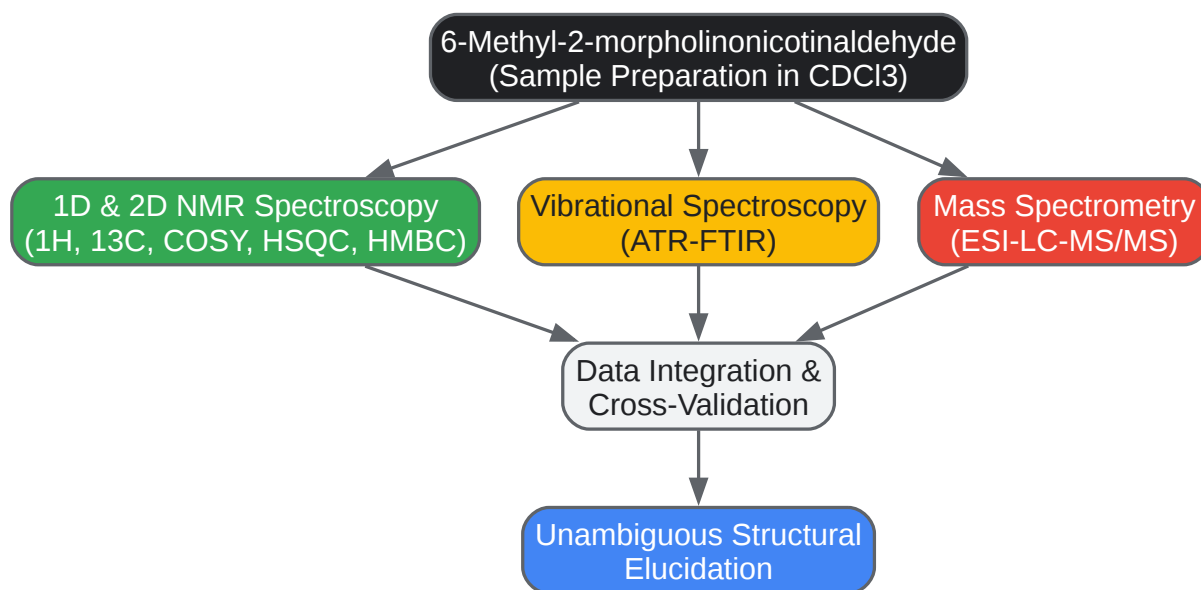 6-Methyl-2-morpholinonicotinaldehyde
(Sample Preparation in CDCl3)
1D & 2D NMR Spectroscopy
(1H, 13C, COSY, HSQC, HMBC)
Vibrational Spectroscopy
(ATR-FTIR)
Mass Spectrometry
(ESI-LC-MS/MS)
Data Integration &
Cross-Validation
Unambiguous Structural
Elucidation